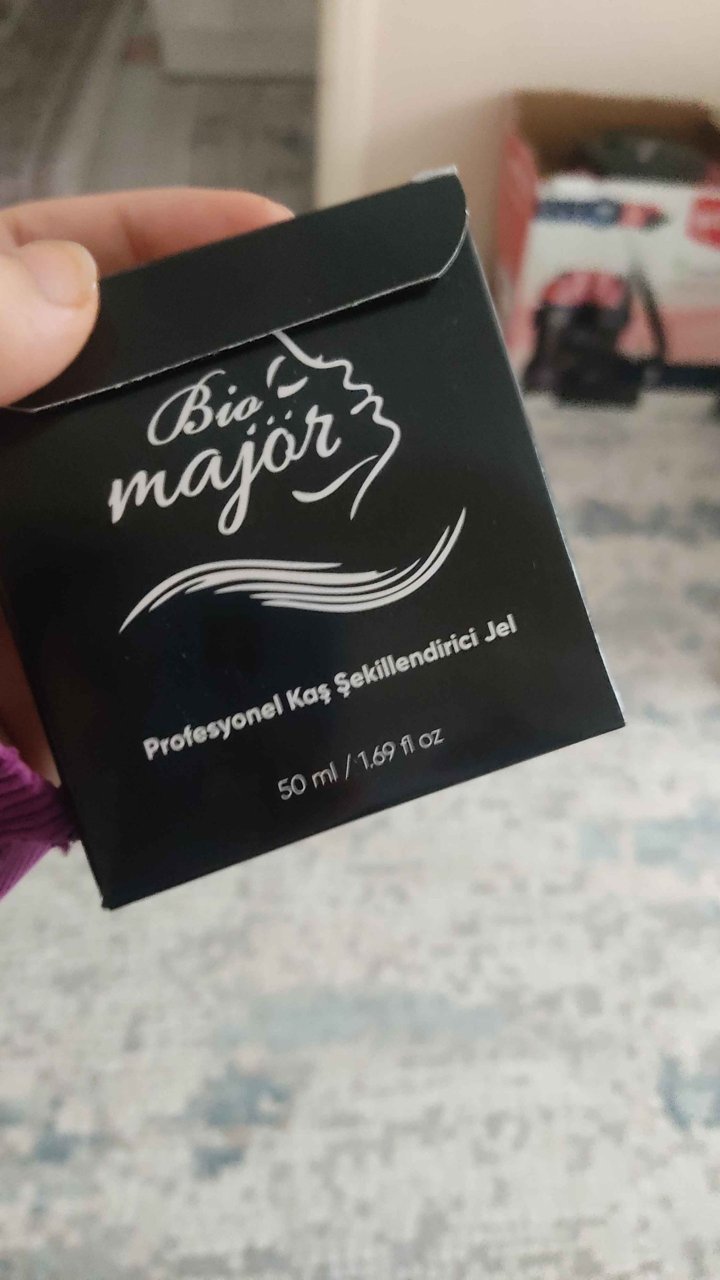 Bio
majör
Profesyonel Kaş Şekillendirici Jel
50 ml / 1.69 fl oz